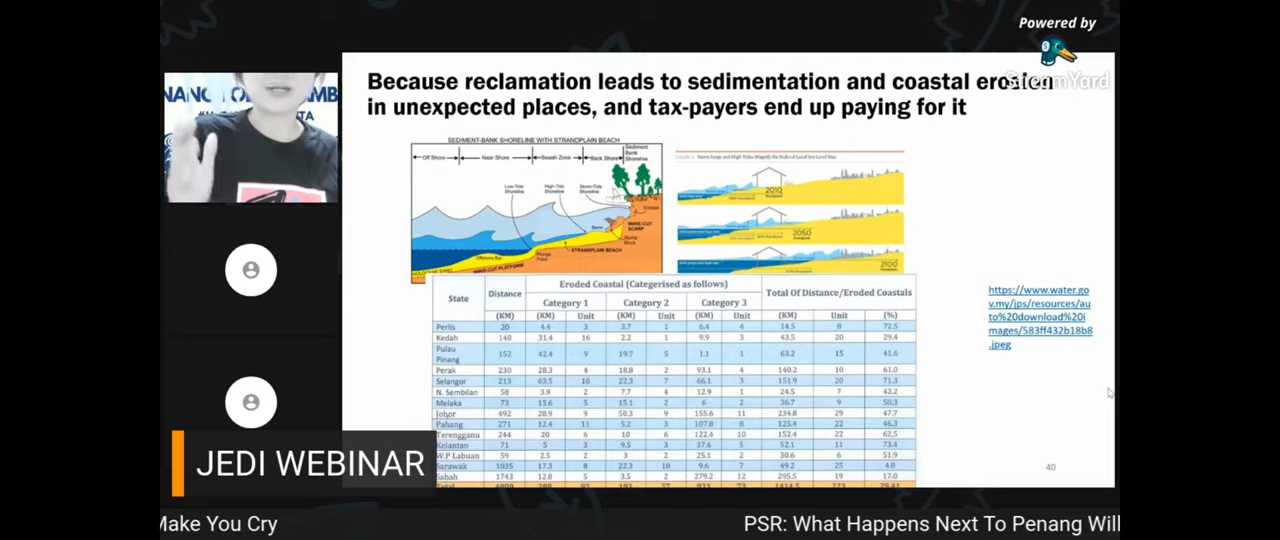 Powered by
StreamYard
Because reclamation leads to sedimentation and coastal erosion
in unexpected places, and tax-payers end up paying for it
SEDIMENT-BANK SHORELINE WITH STRANDPLAIN BEACH
Off Shore
Near Shore
Swash Zone
Back Shore
Sediment
Bank
Shoreline
Low-Tide
Shoreline
High-Tide
Shoreline
Storm-Tide
Shoreline
Berm
WAVE-CUT
SCARP
STRANDPLAIN BEACH
Offshore Bar
Plunge
Point
WAVE-CUT PLATFORM
2010
2050
2100
State
Distance
Eroded Coastal (Categorised as follows)
Total Of Distance/Eroded Coastals
Category 1 Category 2 Category 3
(KM) (KM) Unit (KM) Unit (KM) Unit (KM) Unit (%)
Perlis 20 4.4 3 3.7 1 6.4 4 14.5 8 72.5
Kedah 148 31.4 16 2.2 1 9.9 3 43.5 20 29.4
Pulau
Pinang 152 42.4 9 19.7 5 1.1 1 63.2 15 41.6
Perak 230 28.3 4 18.8 2 93.1 4 140.2 10 61.0
Selangor 213 63.5 10 22.3 7 66.1 3 151.9 20 71.3
N. Sembilan 58 3.9 2 7.7 4 12.9 1 24.5 7 42.2
Melaka 73 15.6 5 15.1 2 6 2 36.7 9 50.3
Johor 492 28.9 9 50.3 9 155.6 11 234.8 29 47.7
Pahang 271 12.4 11 5.2 3 107.8 8 125.4 22 46.3
Terengganu 244 20 6 10 6 122.4 10 152.4 22 62.5
Kelantan 71 5 3 9.5 3 37.6 5 52.1 11 73.4
W.P Labuan 59 2.5 2 3 2 25.1 2 30.6 6 51.9
Sarawak 1035 17.3 8 22.3 10 9.6 7 49.2 25 4.8
Sabah 1743 12.8 5 3.5 2 279.2 12 295.5 19 17.0
Total 4809 288 93 193 57 933 73 1414.5 223 29.41
https://www.water.go
v.my/jps/resources/au
to%20download%20i
mages/583ff432b18b8
.jpeg
40
JEDI WEBINAR
Make You Cry
PSR: What Happens Next To Penang Will